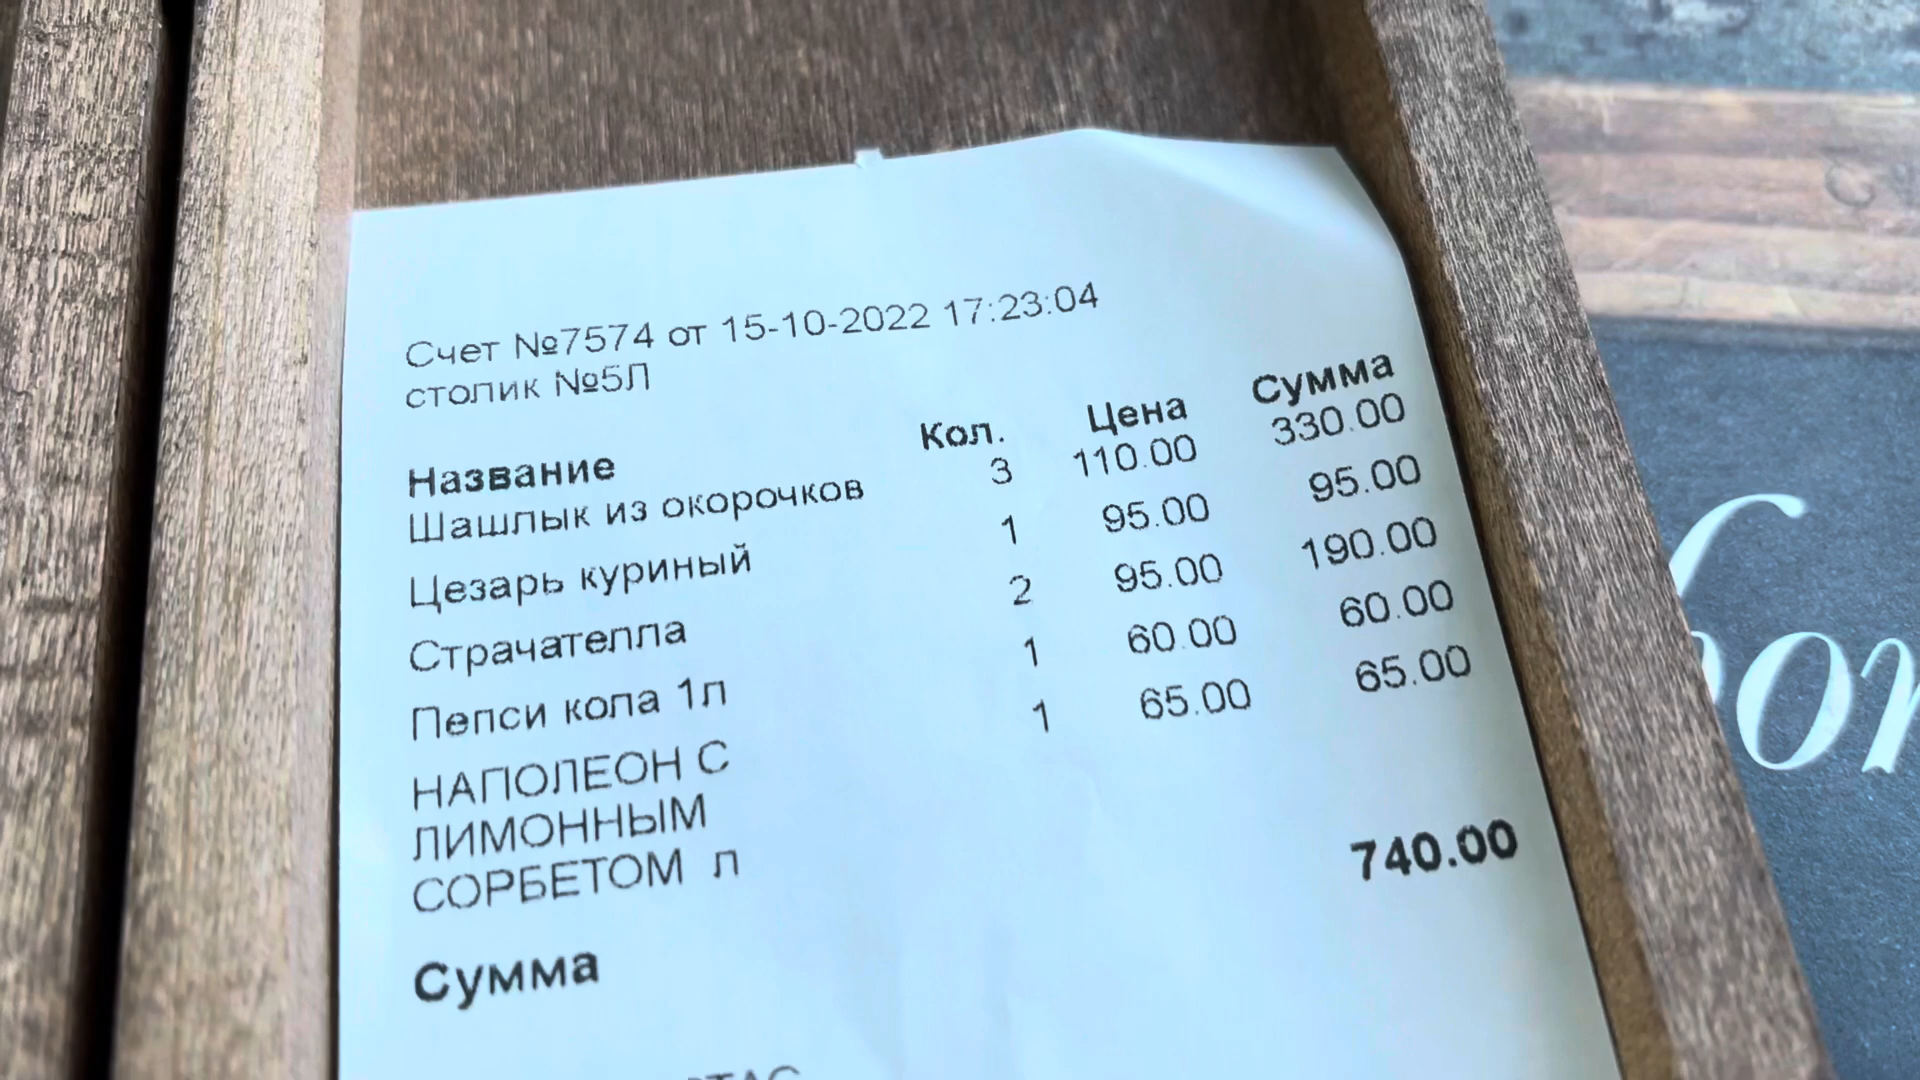 Счет №7574 от 15-10-2022 17:23:04
столик №5Л
Название Кол. Цена Сумма
Шашлык из окорочков 3 110.00 330.00
Цезарь куриный 1 95.00 95.00
Страчателла 2 95.00 190.00
Пепси кола 1л 1 60.00 60.00
НАПОЛЕОН С 1 65.00 65.00
ЛИМОННЫМ
СОРБЕТОМ л
Сумма 740.00